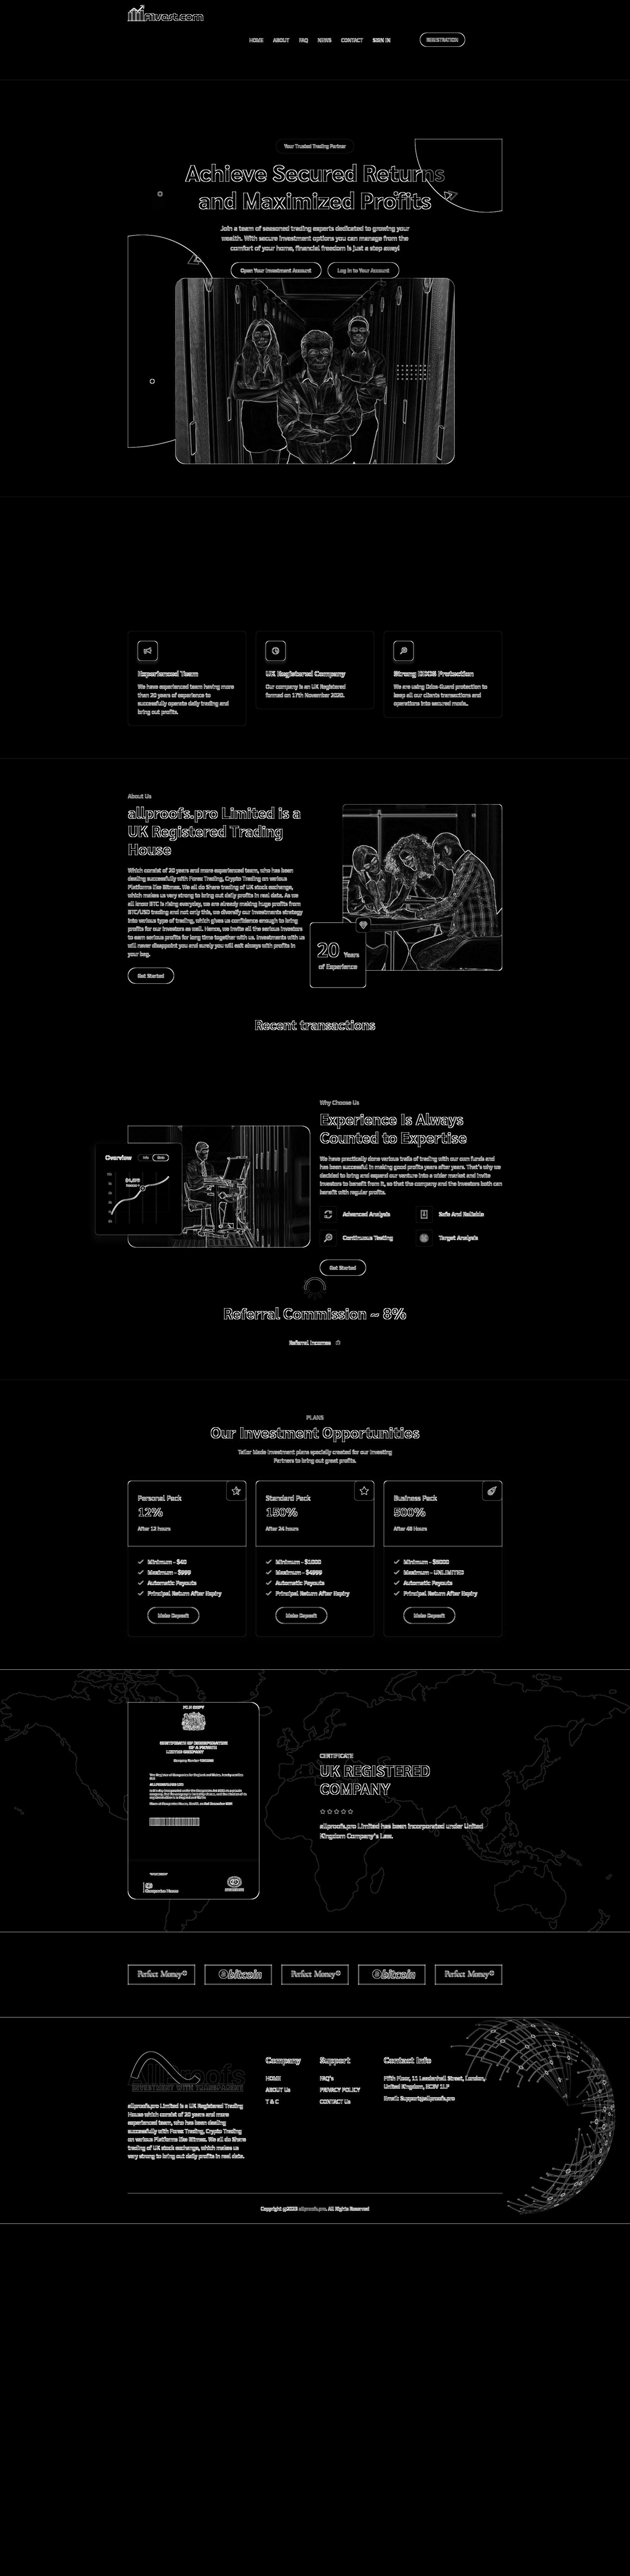 HOME ABOUT FAQ NEWS CONTACT SIGN IN REGISTRATION
Your Trusted Trading Partner
Achieve Secured Returns
and Maximized Profits
Join a team of seasoned trading experts dedicated to growing your
wealth. With secure investment options you can manage from the
comfort of your home, financial freedom is just a step away!
Open Your Investment Account Log In to Your Account
Experienced Team
We have experienced team having more
than 20 years of experience to
successfully operate daily trading and
bring out profits.
UK Registered Company
Our company is an UK Registered
formed on 17th November 2020.
Strong DDOS Protection
We are using Ddos-Guard protection to
keep all our clients transactions and
operations into secured mode..
About Us
allproofs.pro Limited is a
UK Registered Trading
House
Which consist of 20 years and more experienced team, who has been
dealing successfully with Forex Trading, Crypto Trading on various
Platforms like Bitmex. We all do Share trading of UK stock exchange,
which makes us very strong to bring out daily profits in real data. As we
all know BTC is rising everyday, we are already making huge profits from
BTC/USD trading and not only this, we diversify our investments strategy
into various type of trading, which gives us confidence enough to bring
profits for our investors as well. Hence, we invite all the various investors
to earn various profits for long time together with us. Investments with us
will never disappoint you and surely you will exit always with profits in
your bag.
Get Started
20 Years
of Experience
Recent transactions
Why Choose Us
Experience Is Always
Counted to Expertise
We have practically done various trails of trading with our own funds and
has been successful in making good profits years after years. That's why we
decided to bring and expand our venture into a wider market and invite
investors to benefit from it, so that the company and the investors both can
benefit with regular profits.
Overview
Advanced Analysis Safe And Reliable
Continuous Testing Target Analysis
Get Started
Referral Commission ~ 8%
Referral Incomes
PLANS
Our Investment Opportunities
Tailor Made investment plans specially created for our Investing
Partners to bring out great profits.
Personal Pack
12%
After 12 hours
Minimum - $40
Maximum - $999
Automatic Payouts
Principal Return After Expiry
Make Deposit
Standard Pack
150%
After 24 hours
Minimum - $1000
Maximum - $4999
Automatic Payouts
Principal Return After Expiry
Make Deposit
Business Pack
500%
After 48 Hours
Minimum - $5000
Maximum - UNLIMITED
Automatic Payouts
Principal Return After Expiry
Make Deposit
FILE COPY
CERTIFICATE OF INCORPORATION
OF A PRIVATE
LIMITED COMPANY
Company Number
Companies House
CERTIFICATE
UK REGISTERED
COMPANY
allproofs.pro Limited has been incorporated under United
Kingdom Company's Law.
Perfect Money bitcoin Perfect Money bitcoin Perfect Money
Allproofs
allproofs.pro Limited is a UK Registered Trading
House which consist of 20 years and more
experienced team, who has been dealing
successfully with Forex Trading, Crypto Trading
on various Platforms like Bitmex. We all do Share
trading of UK stock exchange, which makes us
very strong to bring out daily profits in real data.
Company
HOME
ABOUT Us
T & C
Support
FAQ's
PRIVACY POLICY
CONTACT Us
Contact Info
Fifth Floor, 11 Leadenhall Street, London,
United Kingdom, EC3V 1LP
Email: Support@allproofs.pro
Copyright @2023 allproofs.pro. All Rights Reserved